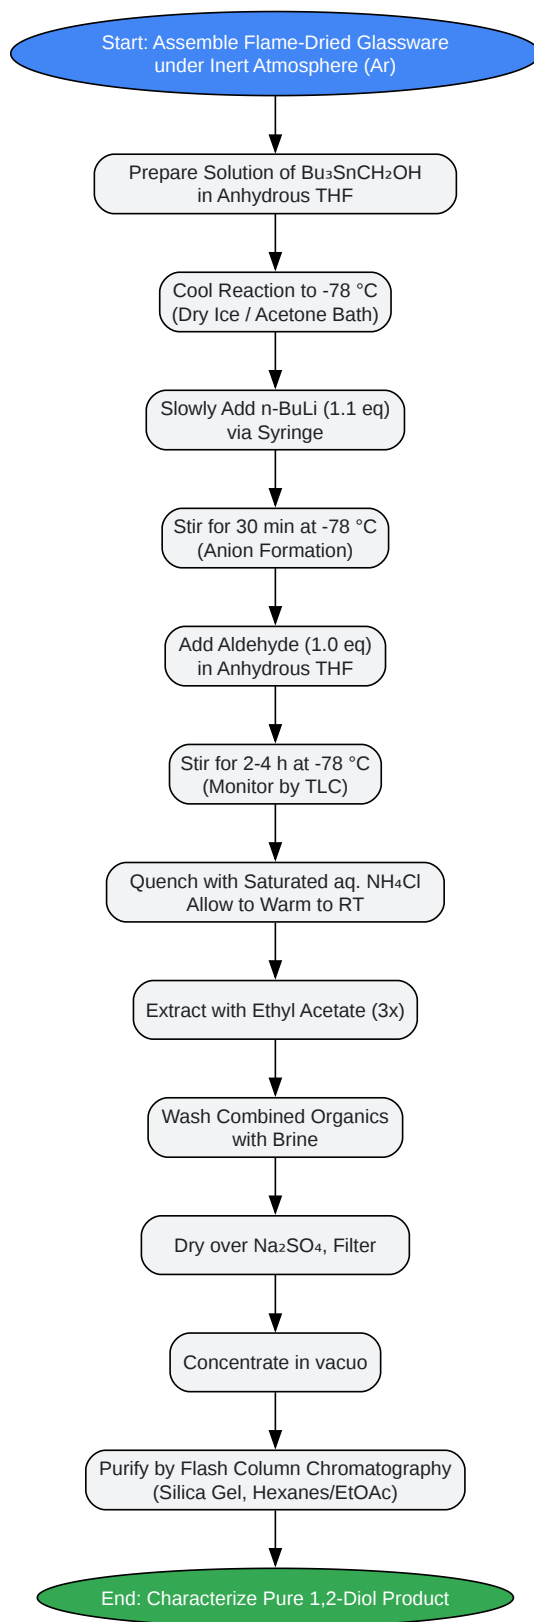 Start: Assemble Flame-Dried Glassware
under Inert Atmosphere (Ar)
Prepare Solution of Bu₃SnCH₂OH
in Anhydrous THF
Cool Reaction to -78 °C
(Dry Ice / Acetone Bath)
Slowly Add n-BuLi (1.1 eq)
via Syringe
Stir for 30 min at -78 °C
(Anion Formation)
Add Aldehyde (1.0 eq)
in Anhydrous THF
Stir for 2-4 h at -78 °C
(Monitor by TLC)
Quench with Saturated aq. NH₄Cl
Allow to Warm to RT
Extract with Ethyl Acetate (3x)
Wash Combined Organics
with Brine
Dry over Na₂SO₄, Filter
Concentrate in vacuo
Purify by Flash Column Chromatography
(Silica Gel, Hexanes/EtOAc)
End: Characterize Pure 1,2-Diol Product